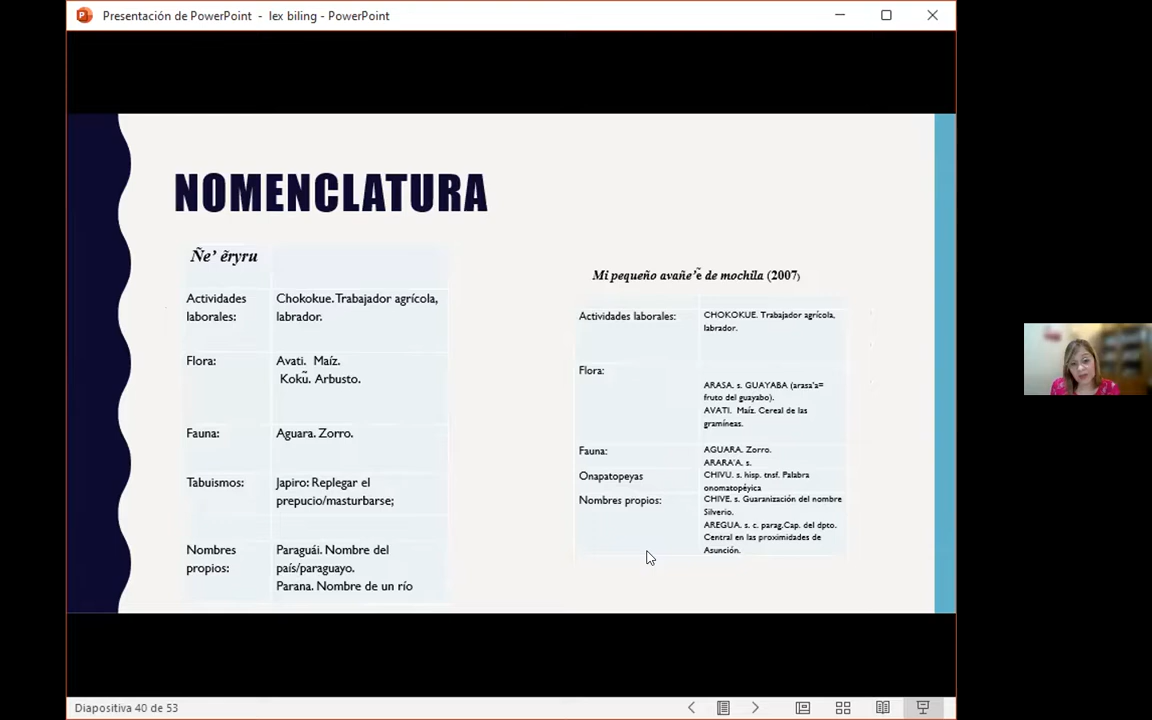 Presentación de PowerPoint - lex biling - PowerPoint
NOMENCLATURA
Ñe' ẽryru
Actividades laborales:
Chokokue. Trabajador agrícola,
labrador.
Flora:
Avati. Maíz.
Kokũ. Arbusto.
Fauna:
Aguara. Zorro.
Tabuismos:
Japiro: Replegar el
prepucio/masturbarse;
Nombres
propios:
Paraguái. Nombre del
país/paraguayo.
Parana. Nombre de un río
Mi pequeño avañe'ẽ de mochila (2007)
Actividades laborales:
CHOKOKUE. Trabajador agrícola,
labrador.
Flora:
ARASA. s. GUAYABA (arasa'a=
fruto del guayabo).
AVATI. Maíz. Cereal de las
gramíneas.
Fauna:
AGUARA. Zorro.
ARARA'A. s.
Onapatopeyas
CHIVU. s. hisp. tnsf. Palabra
onomatopéyica
Nombres propios:
CHIVE. s. Guaranización del nombre
Silverio.
AREGUA. s. c. parag.Cap. del dpto.
Central en las proximidades de
Asunción.
Diapositiva 40 de 53